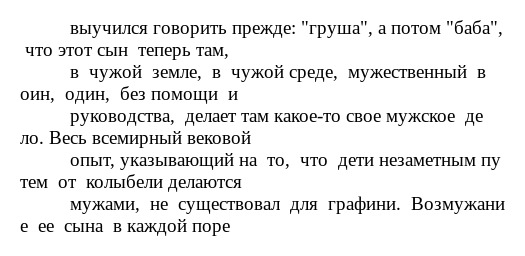 выучился говорить прежде: "груша", а потом "баба",
что этот сын теперь там,
в чужой земле, в чужой среде, мужественный в
оин, один, без помощи и
руководства, делает там какое-то свое мужское де
ло. Весь всемирный вековой
опыт, указывающий на то, что дети незаметным пу
тем от колыбели делаются
мужами, не существовал для графини. Возмужани
е ее сына в каждой поре